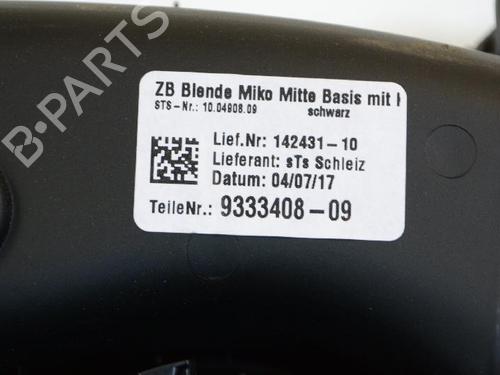 ZB Blende Miko Mitte Basis mit
STS-Nr.: 10.04908.09 schwarz
Lief.Nr: 142431-10
Lieferant: sTs Schleiz
Datum: 04/07/17
TeileNr.: 9333408-09
B-PARTS